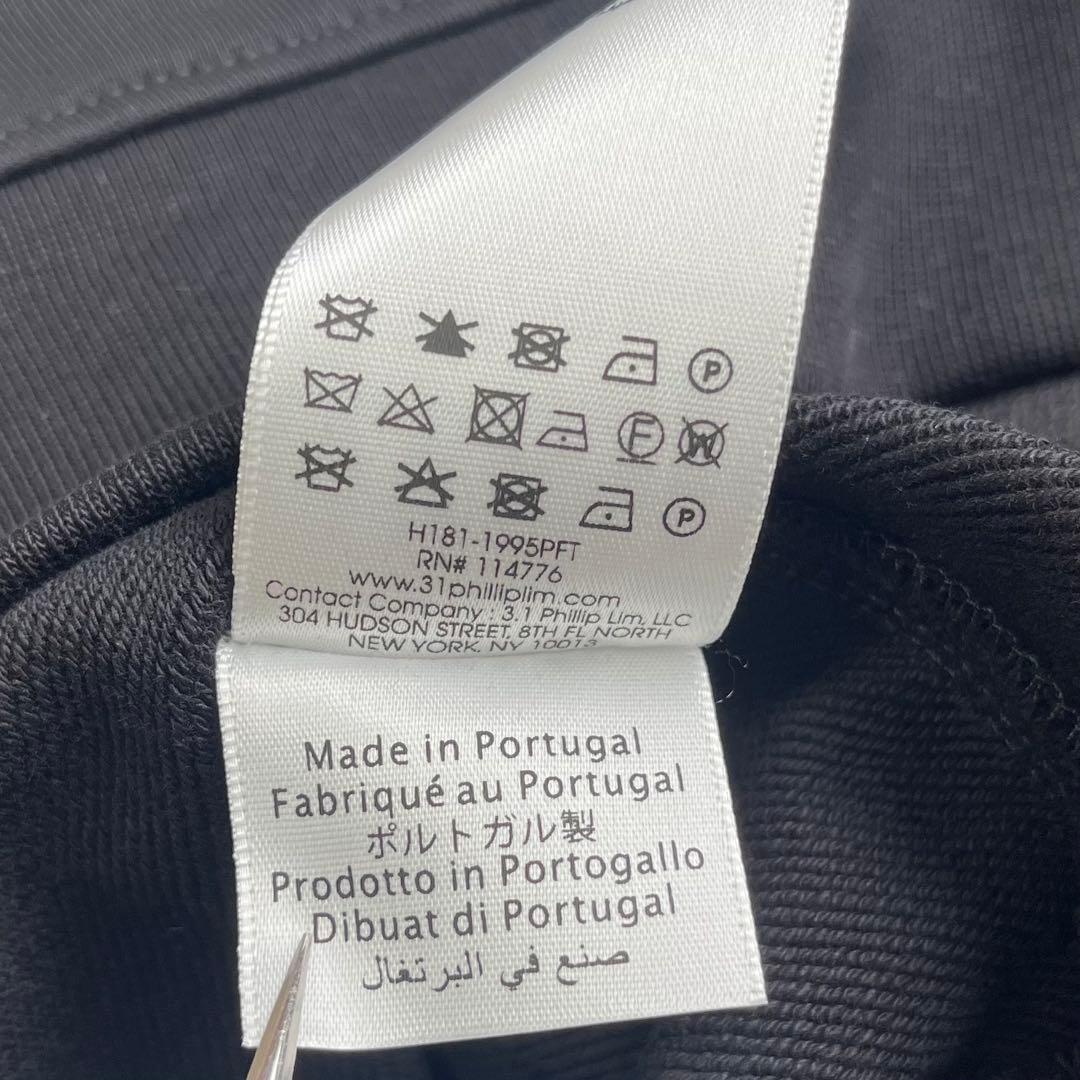 P
F W
P
H181-1995PFT
RN# 114776
www.31philliplim.com
Contact Company : 3.1 Phillip Lim, LLC
304 HUDSON STREET, 8TH FL NORTH
NEW YORK, NY 10013
Made in Portugal
Fabriqué au Portugal
ポルトガル製
Prodotto in Portogallo
Dibuat di Portugal
صنع في البرتغال